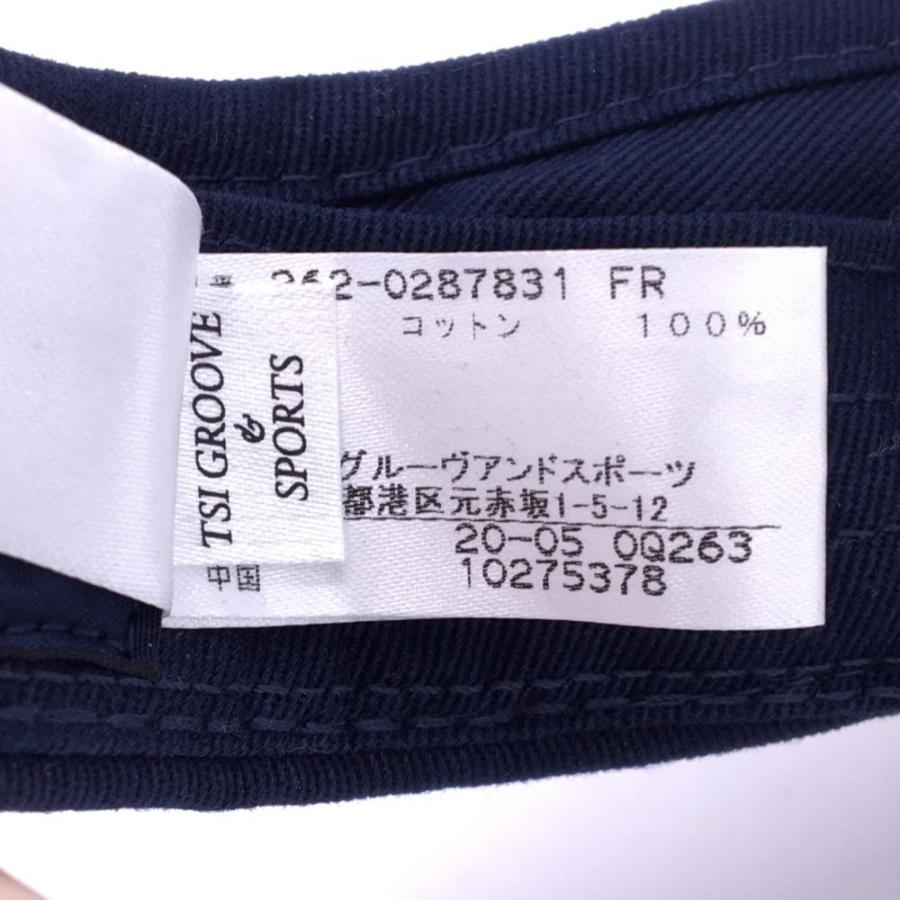 262-0287831 FR
コットン 100%
グルーヴアンドスポーツ
都港区元赤坂1-5-12
20-05 0Q263
10275378
中国
TSI GROOVE
&
SPORTS